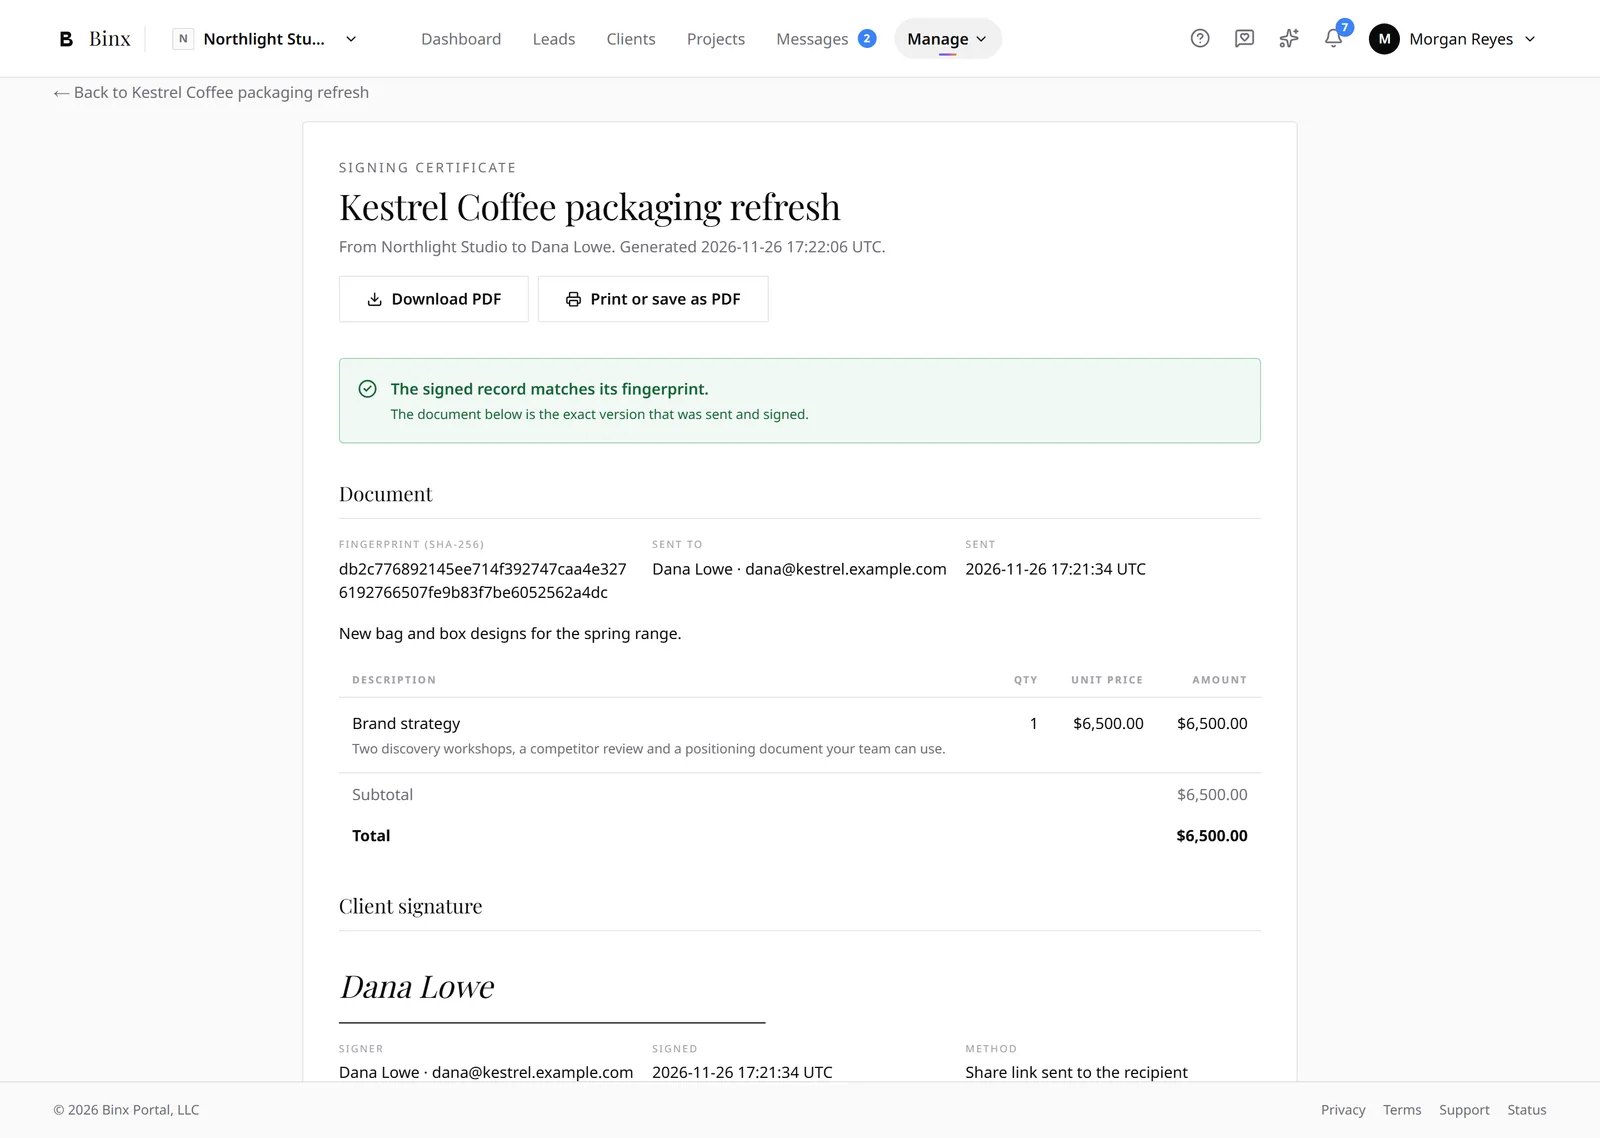 B Binx
N Northlight Stu...
Dashboard
Leads
Clients
Projects
Messages 2
Manage
7
M Morgan Reyes
← Back to Kestrel Coffee packaging refresh
SIGNING CERTIFICATE
Kestrel Coffee packaging refresh
From Northlight Studio to Dana Lowe. Generated 2026-11-26 17:22:06 UTC.
Download PDF
Print or save as PDF
The signed record matches its fingerprint.
The document below is the exact version that was sent and signed.
Document
FINGERPRINT (SHA-256)
db2c776892145ee714f392747caa4e327
6192766507fe9b83f7be6052562a4dc
SENT TO
Dana Lowe · dana@kestrel.example.com
SENT
2026-11-26 17:21:34 UTC
New bag and box designs for the spring range.
DESCRIPTION QTY UNIT PRICE AMOUNT
Brand strategy 1 $6,500.00 $6,500.00
Two discovery workshops, a competitor review and a positioning document your team can use.
Subtotal $6,500.00
Total $6,500.00
Client signature
Dana Lowe
SIGNER
Dana Lowe · dana@kestrel.example.com
SIGNED
2026-11-26 17:21:34 UTC
METHOD
Share link sent to the recipient
© 2026 Binx Portal, LLC
Privacy
Terms
Support
Status